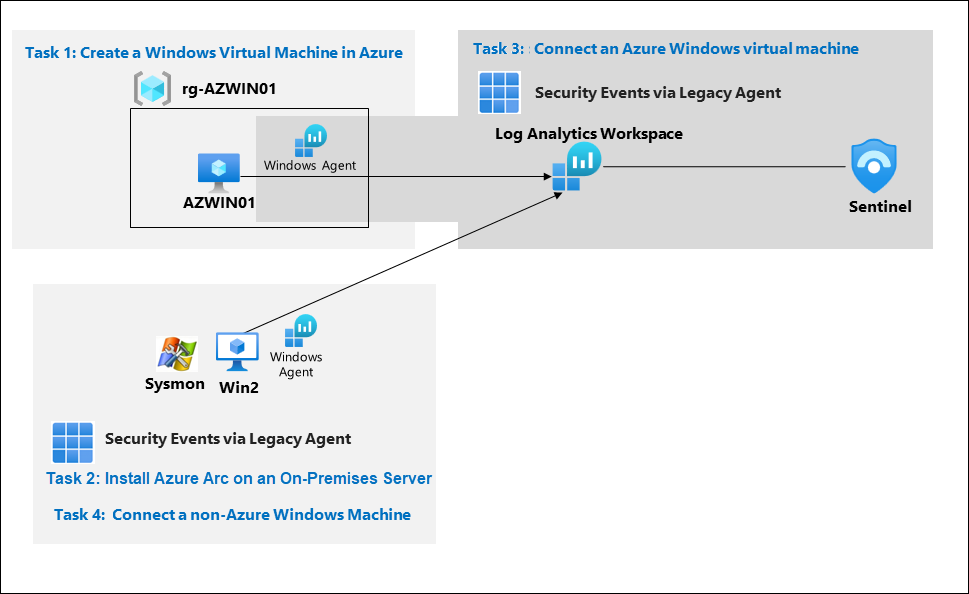 Task 1: Create a Windows Virtual Machine in Azure
rg-AZWIN01
Windows Agent
AZWIN01
Task 3: : Connect an Azure Windows virtual machine
Security Events via Legacy Agent
Log Analytics Workspace
Sentinel
Windows
Agent
Sysmon
Win2
Security Events via Legacy Agent
Task 2: Install Azure Arc on an On-Premises Server
Task 4: Connect a non-Azure Windows Machine